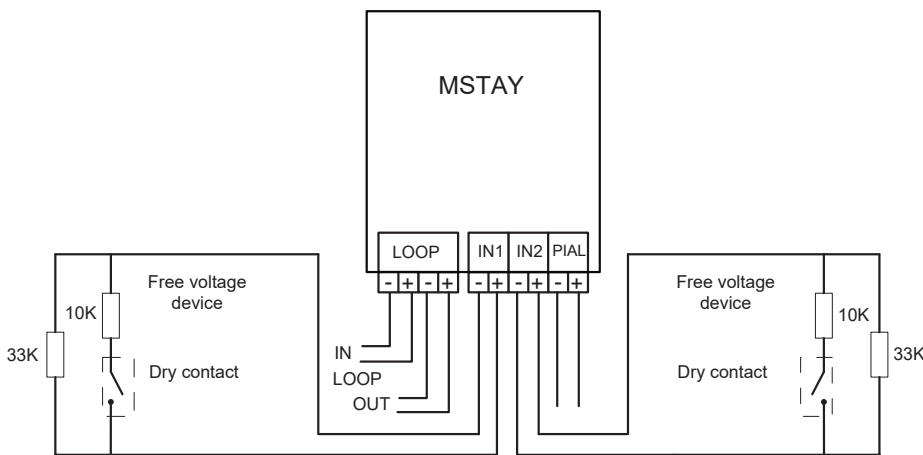 MSTAY
LOOP
IN1
IN2
PIAL
- + - +
- + - + - +
Free voltage
device
10K
33K
Dry contact
IN
LOOP
OUT
Free voltage
device
10K
33K
Dry contact